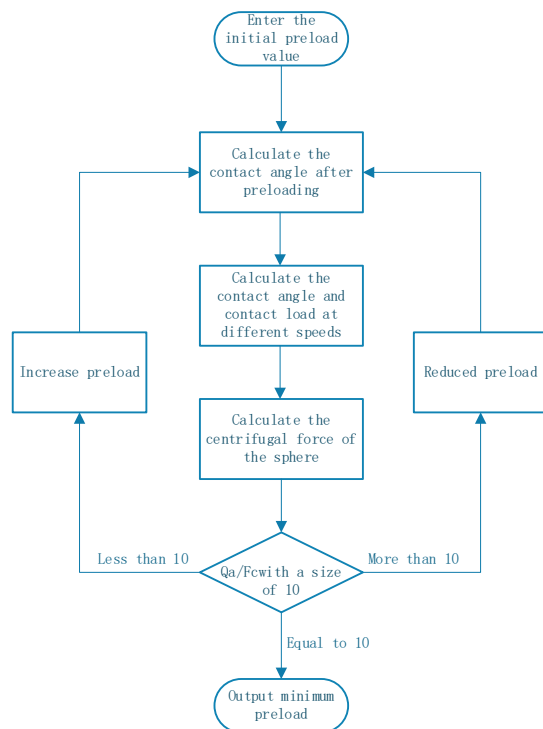 Enter the
initial preload
value
Calculate the
contact angle after
preloading
Calculate the
contact angle and
contact load at
different speeds
Increase preload
Reduced preload
Calculate the
centrifugal force of
the sphere
Less than 10
More than 10
Qa/Fcwith a size
of 10
Equal to 10
Output minimum
preload